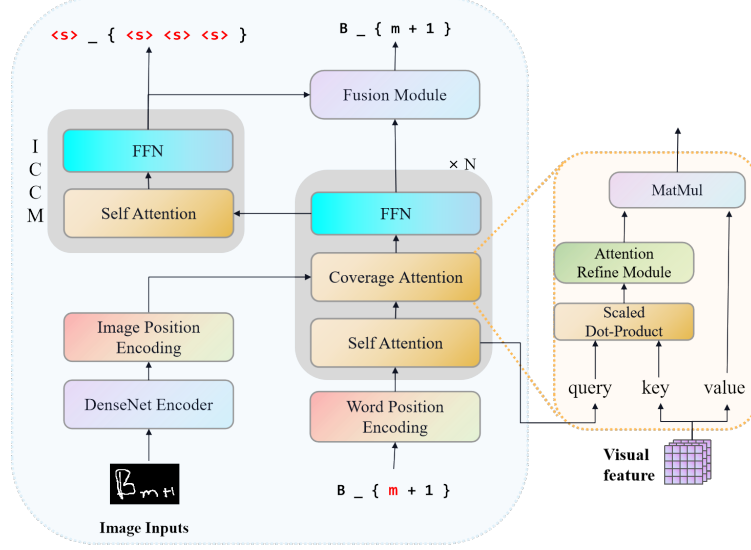 <s> _ { <s> <s> <s> }
B _ { m + 1 }
Fusion Module
ICCM
FFN
Self Attention
× N
FFN
Coverage Attention
Self Attention
Image Position
Encoding
DenseNet Encoder
Word Position
Encoding
B m+1
Image Inputs
B _ { m + 1 }
MatMul
Attention
Refine Module
Scaled
Dot-Product
query
key
value
Visual
feature